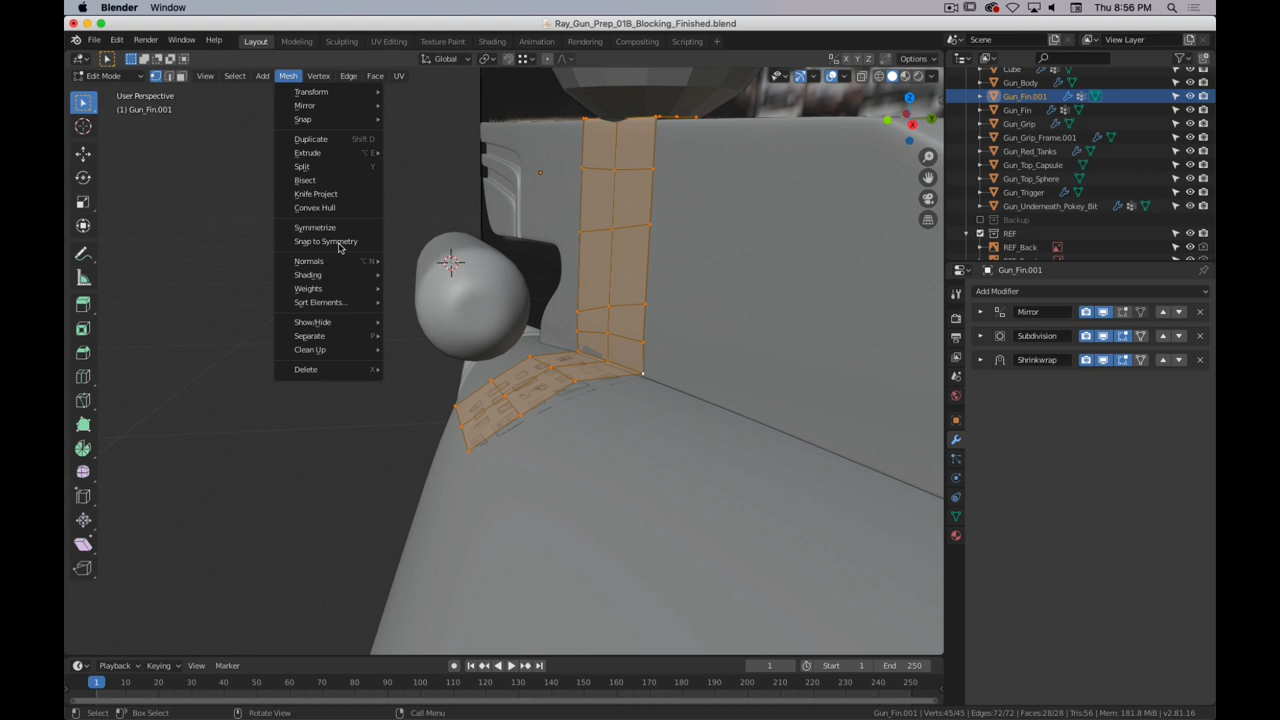 Blender Window Thu 8:56 PM
Ray_Gun_Prep_01B_Blocking_Finished.blend
File Edit Render Window Help Layout Modeling Sculpting UV Editing Texture Paint Shading Animation Rendering Compositing Scripting + Scene View Layer
Global Options
Edit Mode View Select Add Mesh Vertex Edge Face UV
X Y Z
User Perspective
(1) Gun_Fin.001
Transform
Mirror
Snap
Duplicate Shift D
Extrude ⌥ E
Split Y
Bisect
Knife Project
Convex Hull
Symmetrize
Snap to Symmetry
Normals ⌥ N
Shading
Weights
Sort Elements...
Show/Hide
Separate P
Clean Up
Delete X
Z
Y
X
Cube
Gun_Body
Gun_Fin.001
Gun_Fin
Gun_Grip
Gun_Grip_Frame.001
Gun_Red_Tanks
Gun_Top_Capsule
Gun_Top_Sphere
Gun_Trigger
Gun_Underneath_Pokey_Bit
Backup
REF
REF_Back
Gun_Fin.001
Add Modifier
Mirror
Subdivision
Shrinkwrap
Playback Keying View Marker 1 Start 1 End 250
1 10 20 30 40 50 60 70 80 90 100 110 120 130 140 150 160 170 180 190 200 210 220 230 240 250
Select Box Select Rotate View Call Menu Gun_Fin.001 | Verts:45/45 | Edges:72/72 | Faces:28/28 | Tris:56 | Mem: 181.8 MiB | v2.81.16